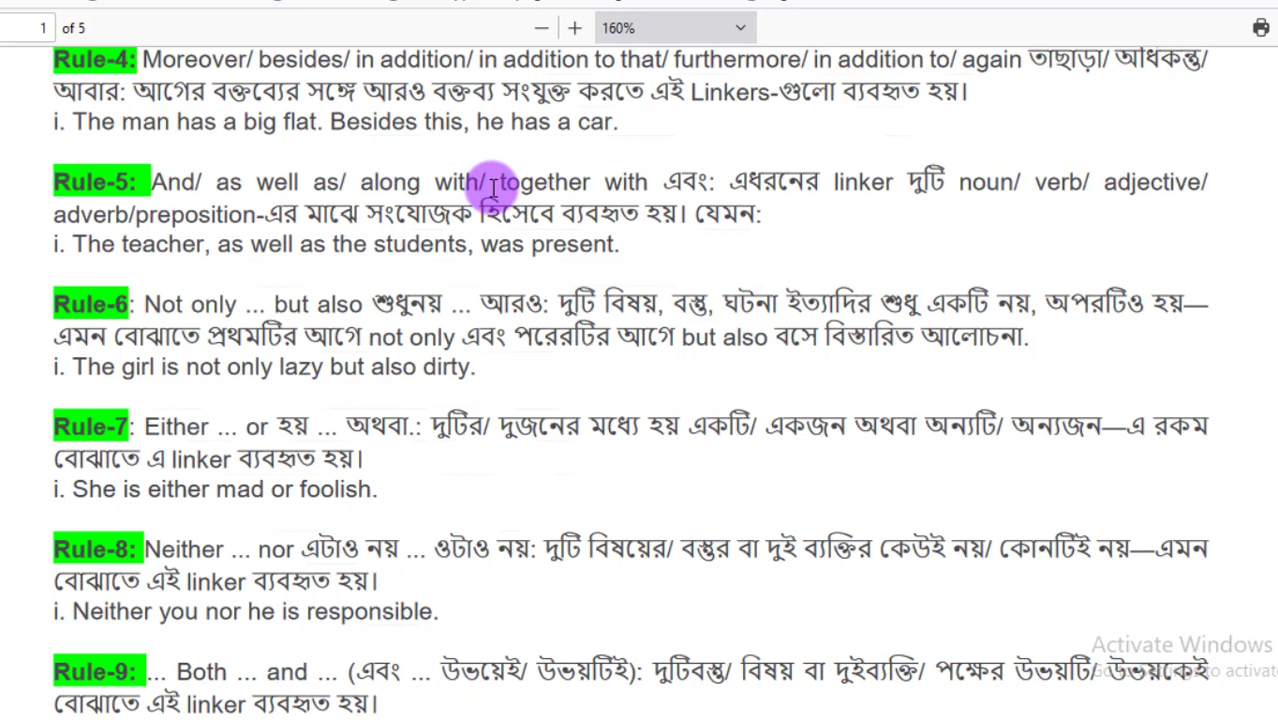 1 of 5 160%
Rule-4: Moreover/ besides/ in addition/ in addition to that/ furthermore/ in addition to/ again তাছাড়া/ অধিকন্তু/
আবার: আগের বক্তব্যের সঙ্গে আরও বক্তব্য সংযুক্ত করতে এই Linkers-গুলো ব্যবহৃত হয়।
i. The man has a big flat. Besides this, he has a car.
Rule-5: And/ as well as/ along with/ together with এবং: এধরনের linker দুটি noun/ verb/ adjective/
adverb/preposition-এর মাঝে সংযোজক হিসেবে ব্যবহৃত হয়। যেমন:
i. The teacher, as well as the students, was present.
Rule-6: Not only ... but also শুধুনয় ... আরও: দুটি বিষয়, বস্তু, ঘটনা ইত্যাদির শুধু একটি নয়, অপরটিও হয়—
এমন বোঝাতে প্রথমটির আগে not only এবং পরেরটির আগে but also বসে বিস্তারিত আলোচনা.
i. The girl is not only lazy but also dirty.
Rule-7: Either ... or হয় ... অথবা.: দুটির/ দুজনের মধ্যে হয় একটি/ একজন অথবা অন্যটি/ অন্যজন—এ রকম
বোঝাতে এ linker ব্যবহৃত হয়।
i. She is either mad or foolish.
Rule-8: Neither ... nor এটাও নয় ... ওটাও নয়: দুটি বিষয়ের/ বস্তুর বা দুই ব্যক্তির কেউই নয়/ কোনটিই নয়—এমন
বোঝাতে এই linker ব্যবহৃত হয়।
i. Neither you nor he is responsible.
Activate Windows
Rule-9: ... Both ... and ... (এবং ... উভয়েই/ উভয়টিই): দুটিবস্তু/ বিষয় বা দুইব্যক্তি/ পক্ষের উভয়টি/ উভয়কেই
Go to Settings to activate
বোঝাতে এই linker ব্যবহৃত হয়।